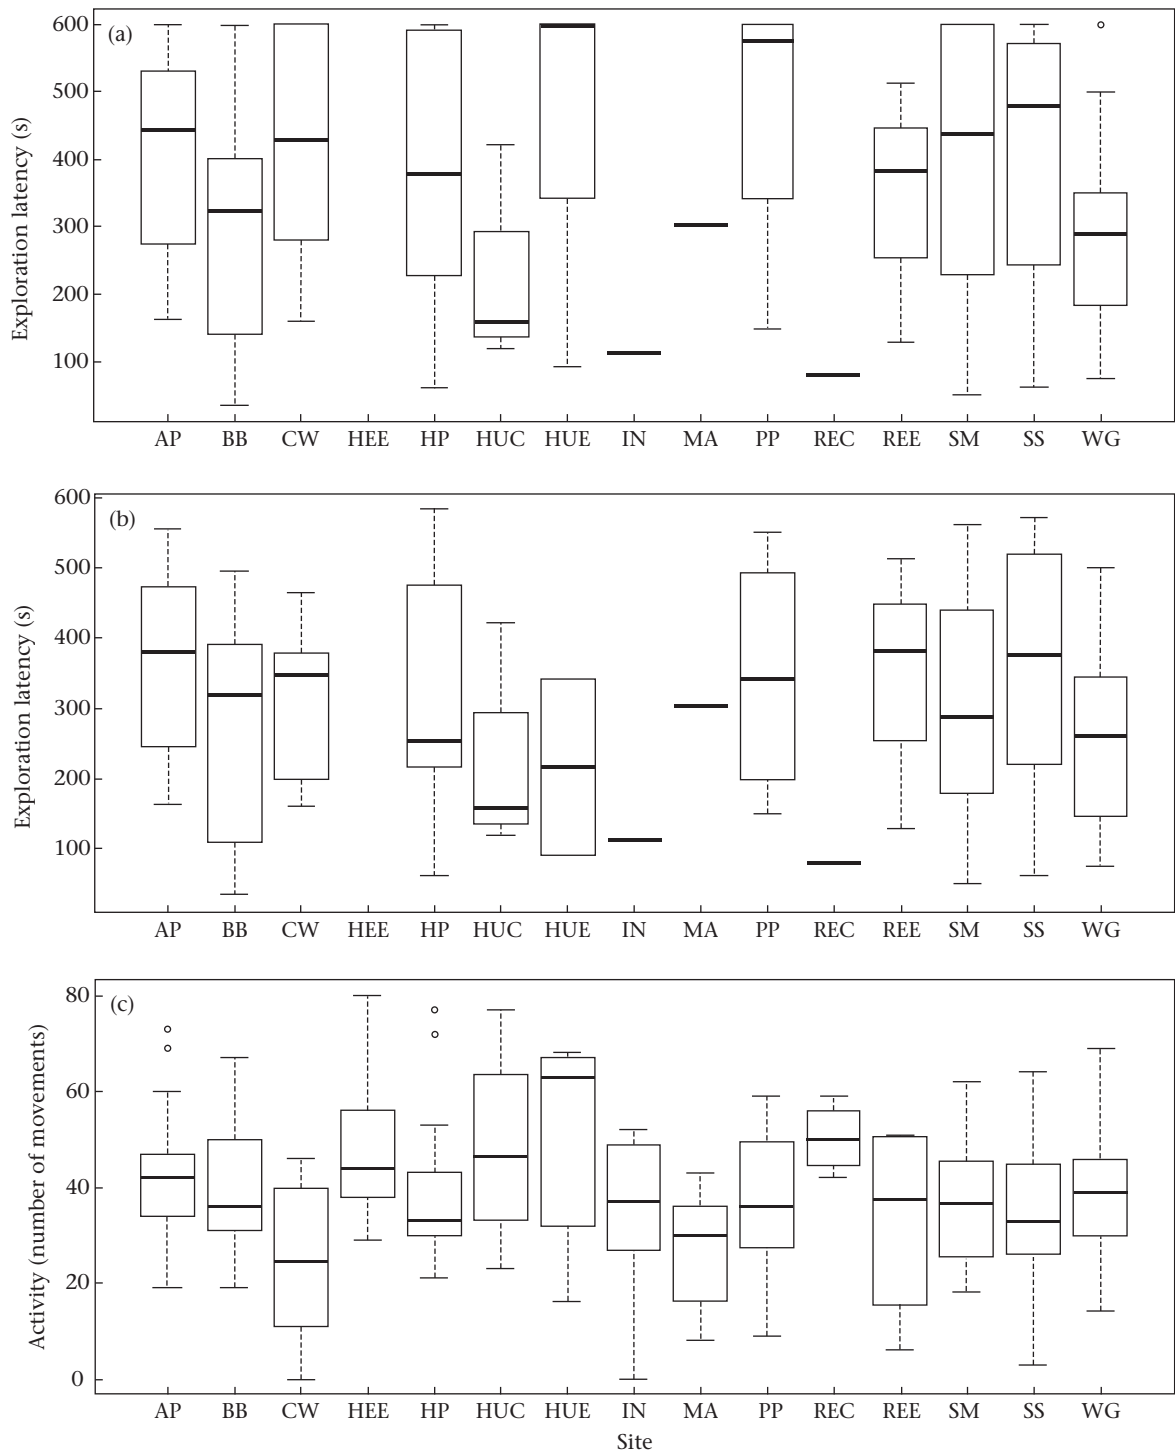 (a)
600
500
400
300
200
100
Exploration latency (s)
AP BB CW HEE HP HUC HUE IN MA PP REC REE SM SS WG
(b)
600
500
400
300
200
100
Exploration latency (s)
AP BB CW HEE HP HUC HUE IN MA PP REC REE SM SS WG
(c)
80
60
40
20
0
Activity (number of movements)
AP BB CW HEE HP HUC HUE IN MA PP REC REE SM SS WG
Site